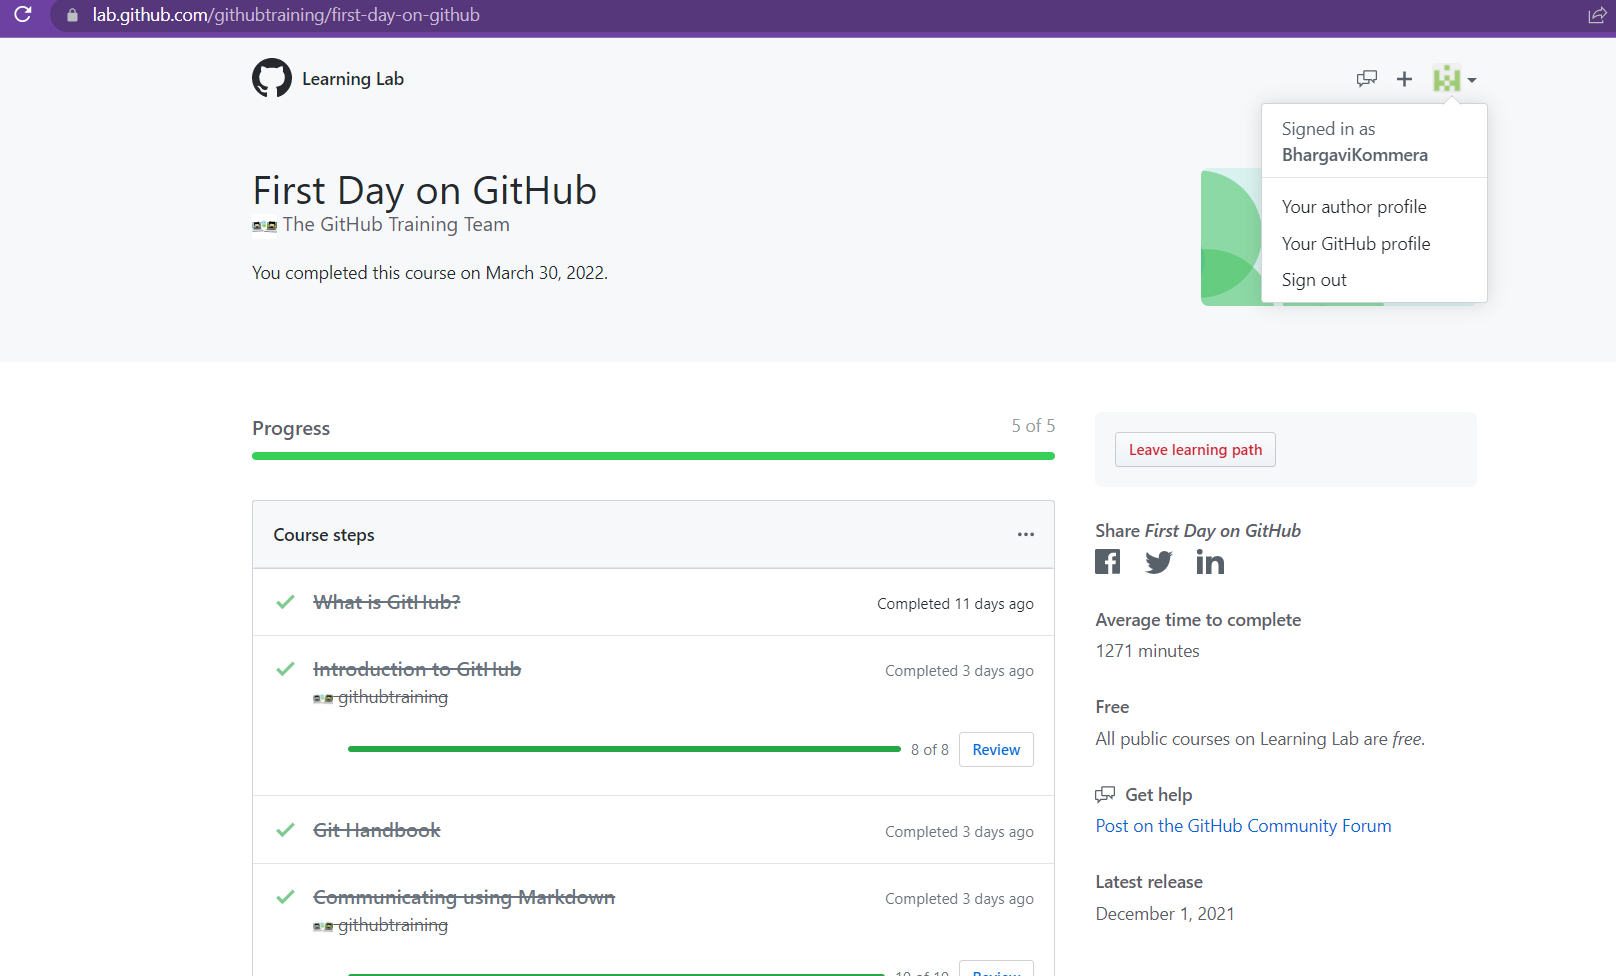 lab.github.com/githubtraining/first-day-on-github
Learning Lab
Signed in as
BhargaviKommera
Your author profile
Your GitHub profile
Sign out
First Day on GitHub
The GitHub Training Team
You completed this course on March 30, 2022.
Progress
5 of 5
Course steps
What is GitHub?
Completed 11 days ago
Introduction to GitHub
Completed 3 days ago
githubtraining
8 of 8
Review
Git Handbook
Completed 3 days ago
Communicating using Markdown
Completed 3 days ago
githubtraining
10 of 10
Review
Leave learning path
Share First Day on GitHub
Average time to complete
1271 minutes
Free
All public courses on Learning Lab are free.
Get help
Post on the GitHub Community Forum
Latest release
December 1, 2021